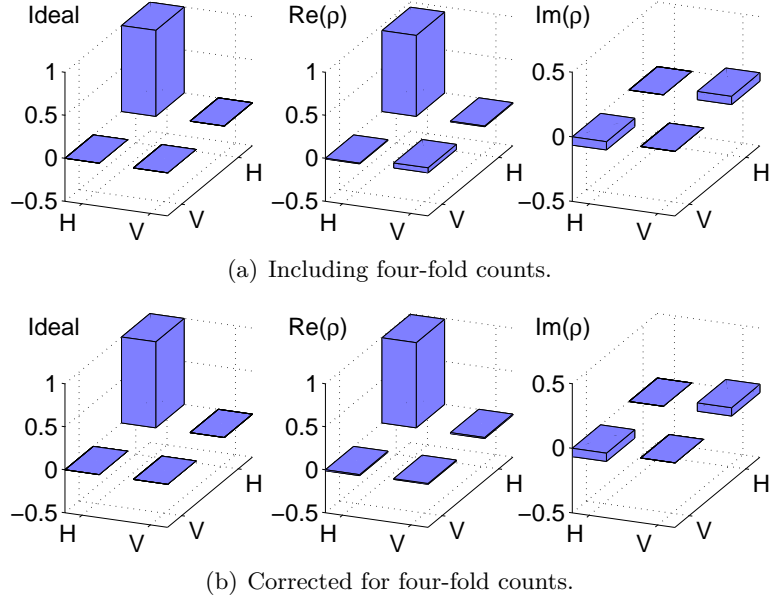 Ideal Re(ρ) Im(ρ)
1 1 0.5
0.5 0.5
0 0 0
−0.5 −0.5 −0.5
H V V H H V V H H V V H
(a) Including four-fold counts.
Ideal Re(ρ) Im(ρ)
1 1 0.5
0.5 0.5
0 0 0
−0.5 −0.5 −0.5
H V V H H V V H H V V H
(b) Corrected for four-fold counts.